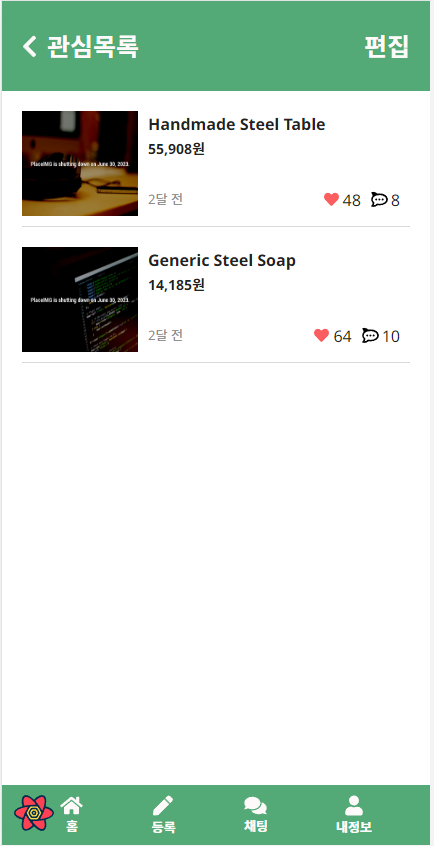 관심목록
편집
PlaceIMG is shutting down on June 30, 2023.
Handmade Steel Table
55,908원
2달 전
48
8
PlaceIMG is shutting down on June 30, 2023.
Generic Steel Soap
14,185원
2달 전
64
10
홈
등록
채팅
내정보